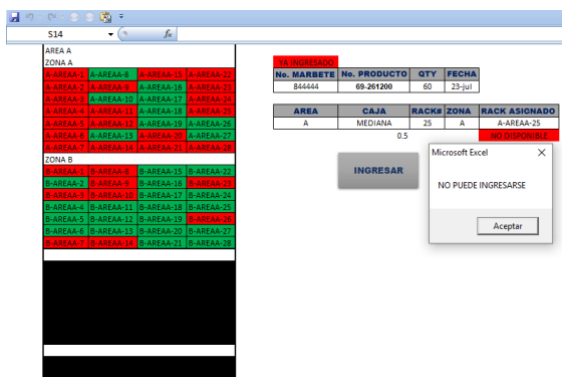 S14 fx
AREA A
ZONA A
A-AREAA-1 A-AREAA-8 A-AREAA-15 A-AREAA-22
A-AREAA-2 A-AREAA-9 A-AREAA-16 A-AREAA-23
A-AREAA-3 A-AREAA-10 A-AREAA-17 A-AREAA-24
A-AREAA-4 A-AREAA-11 A-AREAA-18 A-AREAA-25
A-AREAA-5 A-AREAA-12 A-AREAA-19 A-AREAA-26
A-AREAA-6 A-AREAA-13 A-AREAA-20 A-AREAA-27
A-AREAA-7 A-AREAA-14 A-AREAA-21 A-AREAA-28
ZONA B
B-AREAA-1 B-AREAA-8 B-AREAA-15 B-AREAA-22
B-AREAA-2 B-AREAA-9 B-AREAA-16 B-AREAA-23
B-AREAA-3 B-AREAA-10 B-AREAA-17 B-AREAA-24
B-AREAA-4 B-AREAA-11 B-AREAA-18 B-AREAA-25
B-AREAA-5 B-AREAA-12 B-AREAA-19 B-AREAA-26
B-AREAA-6 B-AREAA-13 B-AREAA-20 B-AREAA-27
B-AREAA-7 B-AREAA-14 B-AREAA-21 B-AREAA-28
YA INGRESADO
No. MARBETE No. PRODUCTO QTY FECHA
844444 69-261200 60 23-jul
AREA CAJA RACK# ZONA RACK ASIONADO
A MEDIANA 25 A A-AREAA-25
0.5 NO DISPONIBLE
INGRESAR
Microsoft Excel
NO PUEDE INGRESARSE
Aceptar